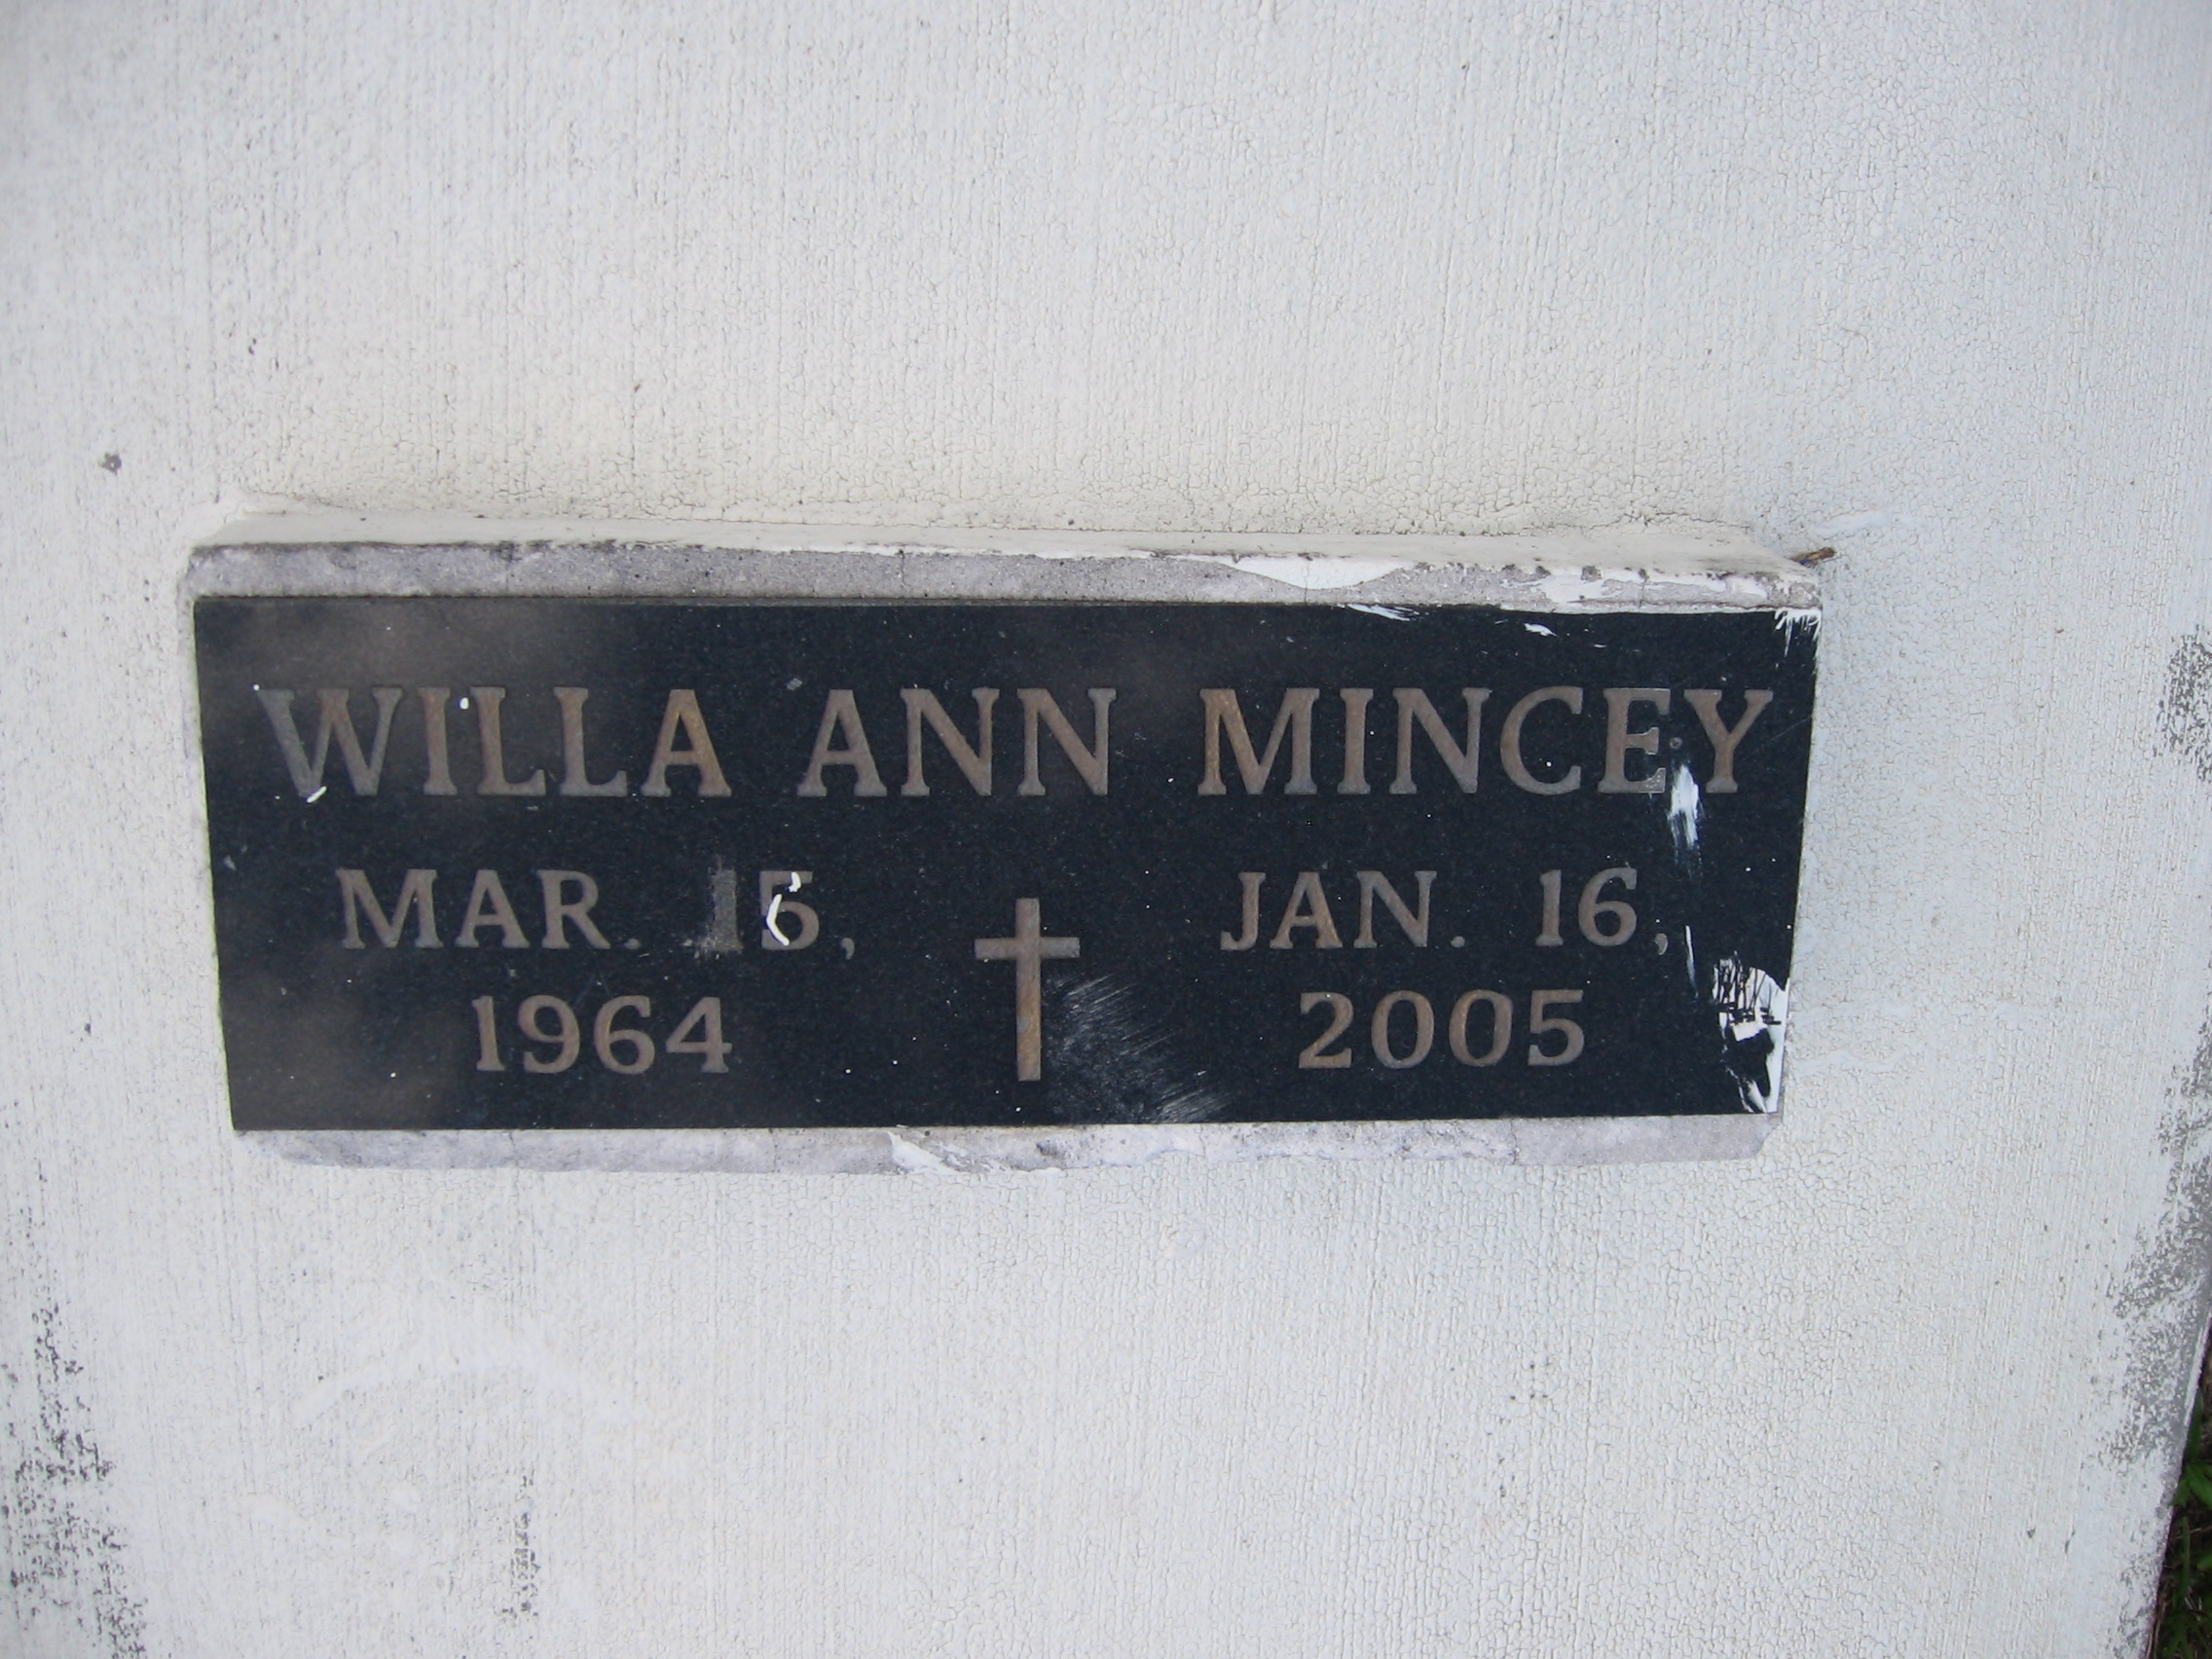 WILLA ANN MINCEY
MAR. 15, JAN. 16,
1964 2005